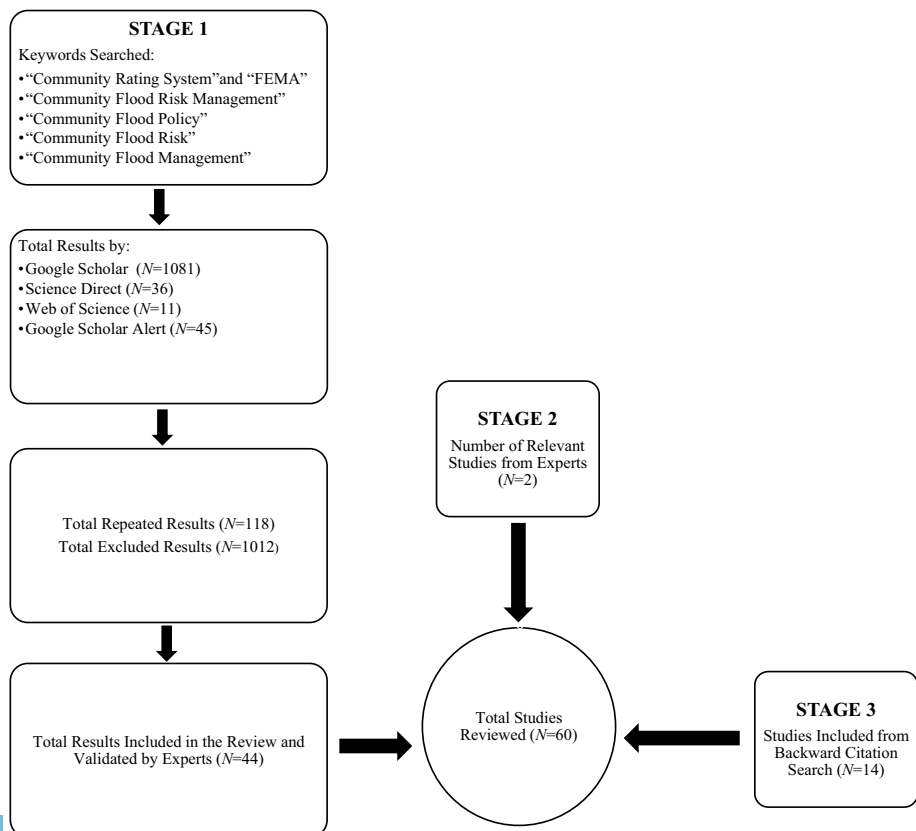 STAGE 1
Keywords Searched:
•“Community Rating System”and “FEMA”
•“Community Flood Risk Management”
•“Community Flood Policy”
•“Community Flood Risk”
•“Community Flood Management”
Total Results by:
•Google Scholar (N=1081)
•Science Direct (N=36)
•Web of Science (N=11)
•Google Scholar Alert (N=45)
Total Repeated Results (N=118)
Total Excluded Results (N=1012)
Total Results Included in the Review and
Validated by Experts (N=44)
STAGE 2
Number of Relevant
Studies from Experts
(N=2)
Total Studies
Reviewed (N=60)
STAGE 3
Studies Included from
Backward Citation
Search (N=14)